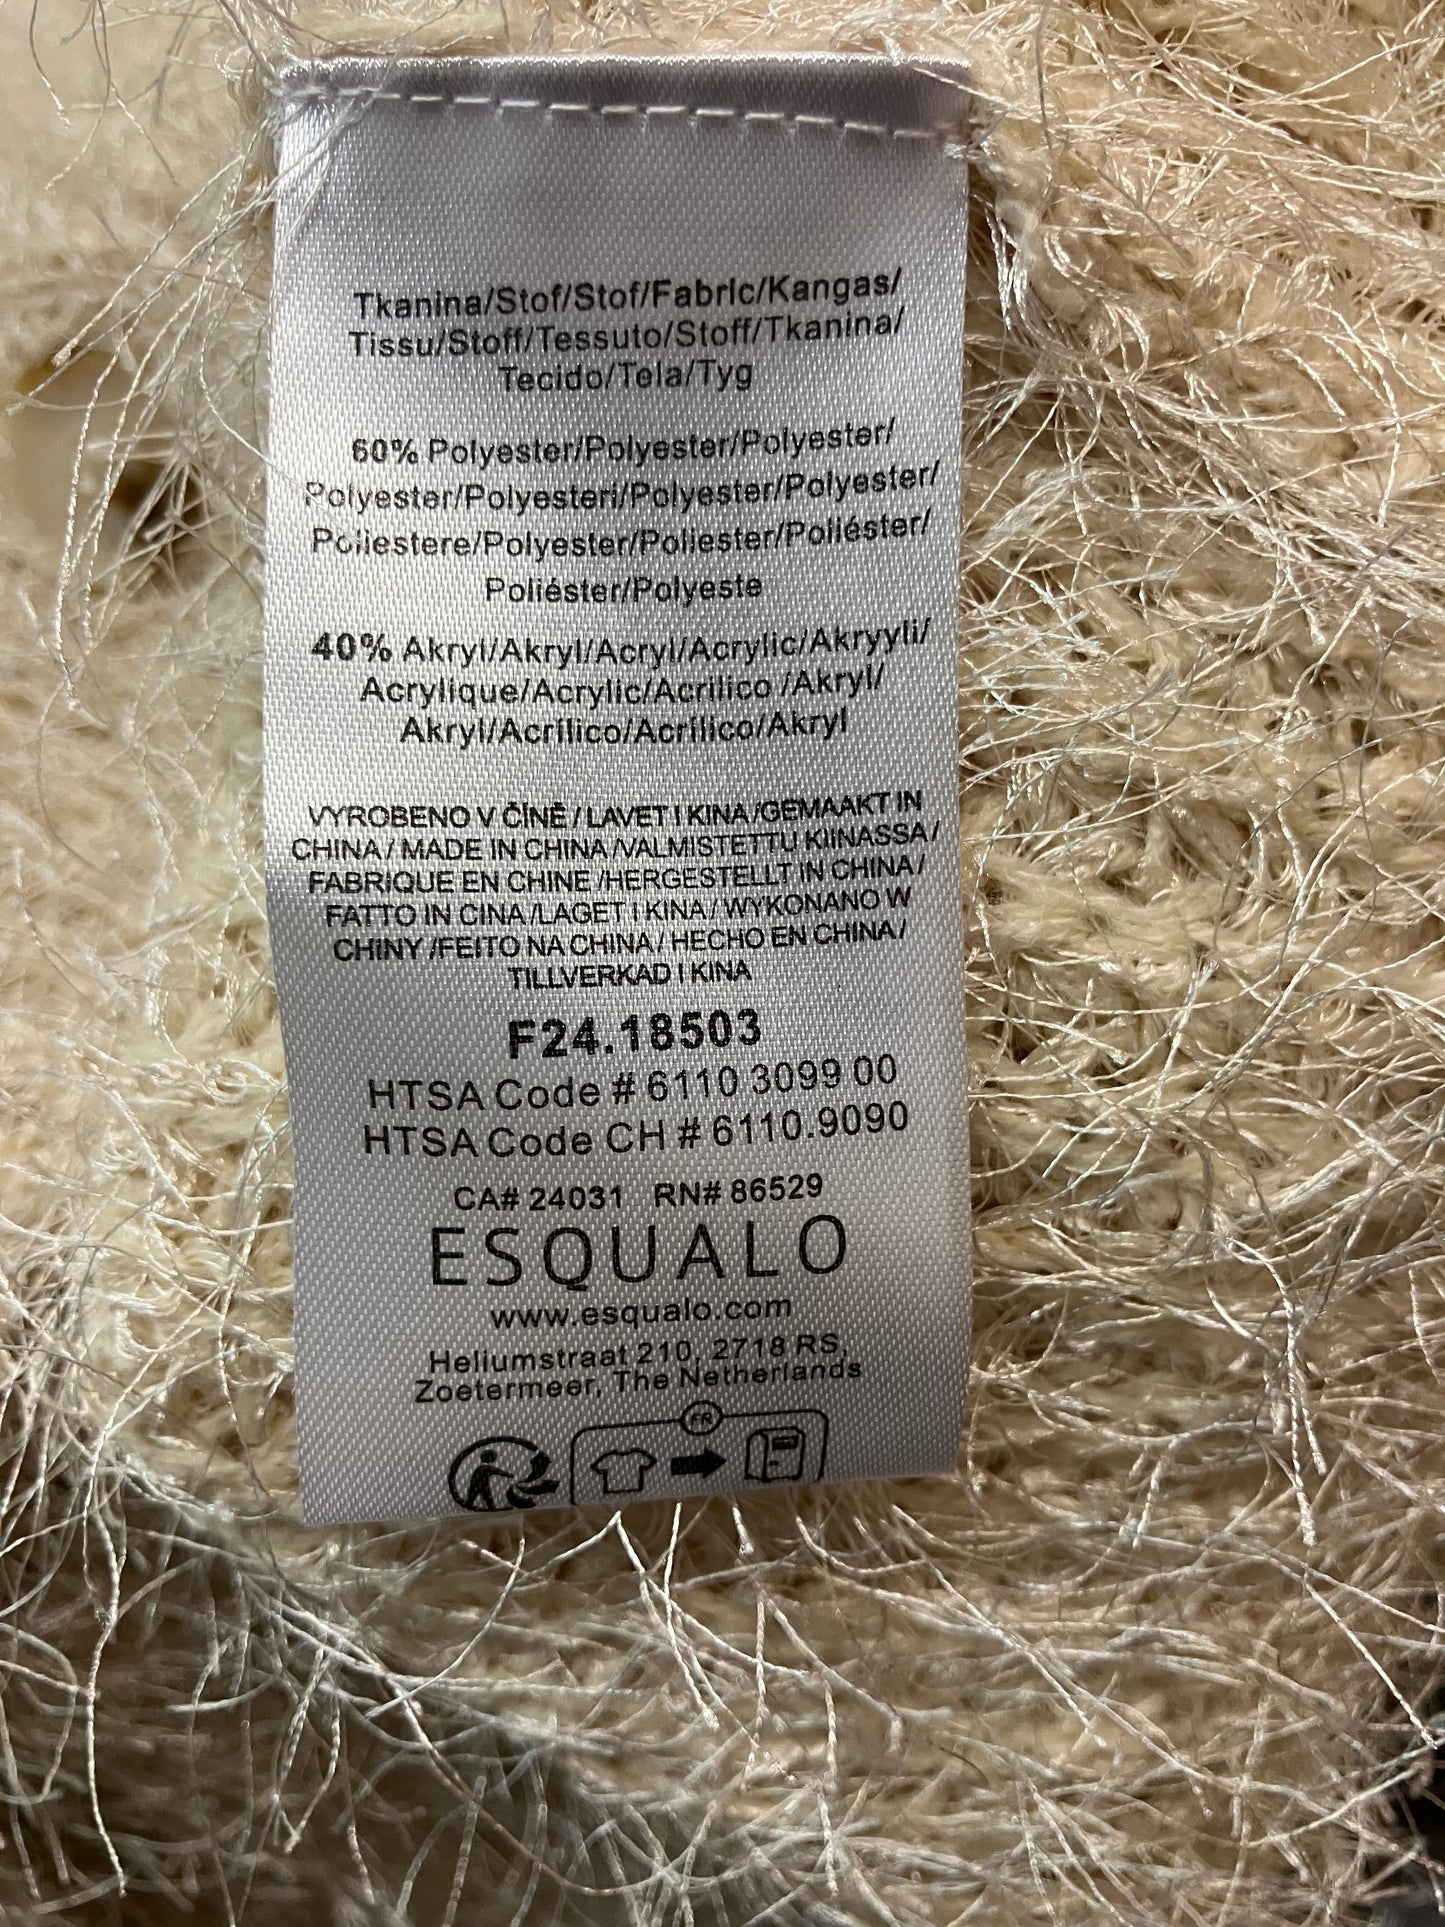 Tkanina/Stof/Stof/Fabric/Kangas/
Tissu/Stoff/Tessuto/Stoff/Tkanina/
Tecido/Tela/Tyg
60% Polyester/Polyester/Polyester/
Polyester/Polyesteri/Polyester/Polyester/
Poliestere/Polyester/Poliester/Poliéster/
Poliéster/Polyeste
40% Akryl/Akryl/Acryl/Acrylic/Akryyli/
Acrylique/Acrylic/Acrilico /Akryl/
Akryl/Acrílico/Acrílico/Akryl
VYROBENO V ČÍNĚ / LAVET I KINA /GEMAAKT IN
CHINA / MADE IN CHINA /VALMISTETTU KIINASSA /
FABRIQUE EN CHINE /HERGESTELLT IN CHINA /
FATTO IN CINA /LAGET I KINA / WYKONANO W
CHINY /FEITO NA CHINA / HECHO EN CHINA /
TILLVERKAD I KINA
F24.18503
HTSA Code # 6110 3099 00
HTSA Code CH # 6110.9090
CA# 24031 RN# 86529
ESQUALO
www.esqualo.com
Heliumstraat 210, 2718 RS,
Zoetermeer, The Netherlands
FR